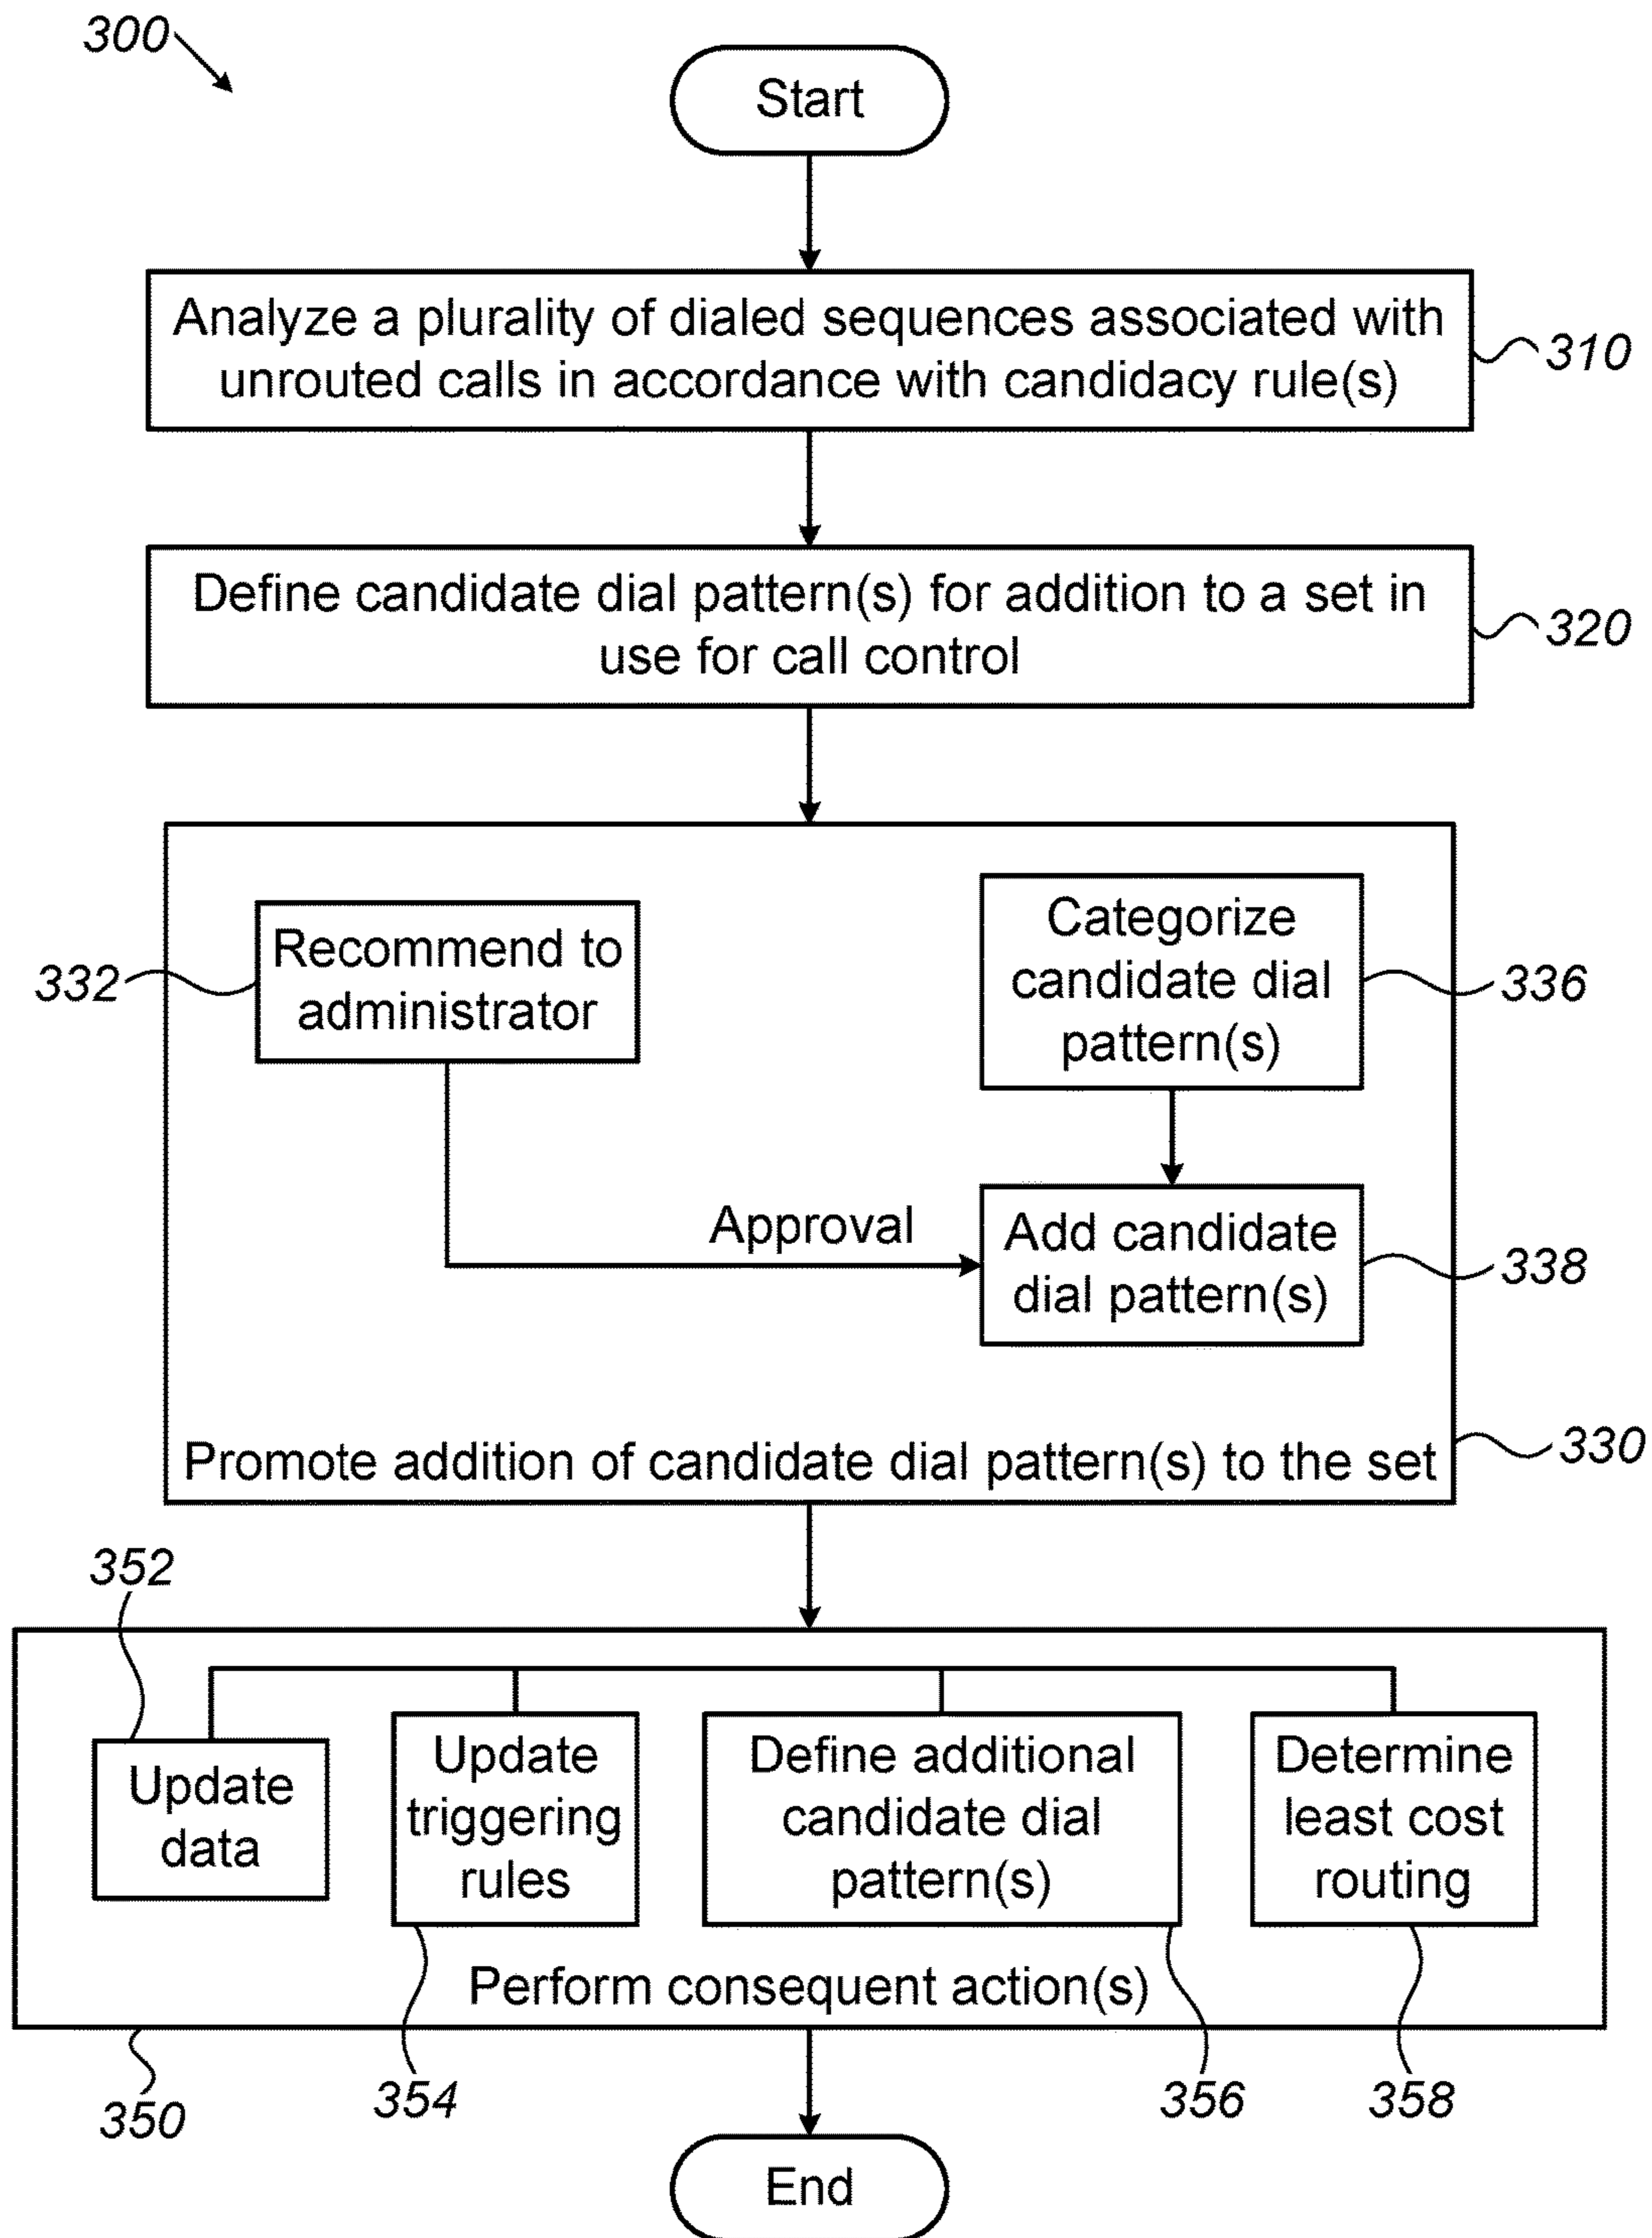 300
Start
Analyze a plurality of dialed sequences associated with
unrouted calls in accordance with candidacy rule(s)
310
Define candidate dial pattern(s) for addition to a set in
use for call control
320
Recommend to
administrator
332
Categorize
candidate dial
pattern(s)
336
Approval
Add candidate
dial pattern(s)
338
Promote addition of candidate dial pattern(s) to the set
330
352
Update
data
Update
triggering
rules
Define additional
candidate dial
pattern(s)
Determine
least cost
routing
Perform consequent action(s)
350
354
356
358
End